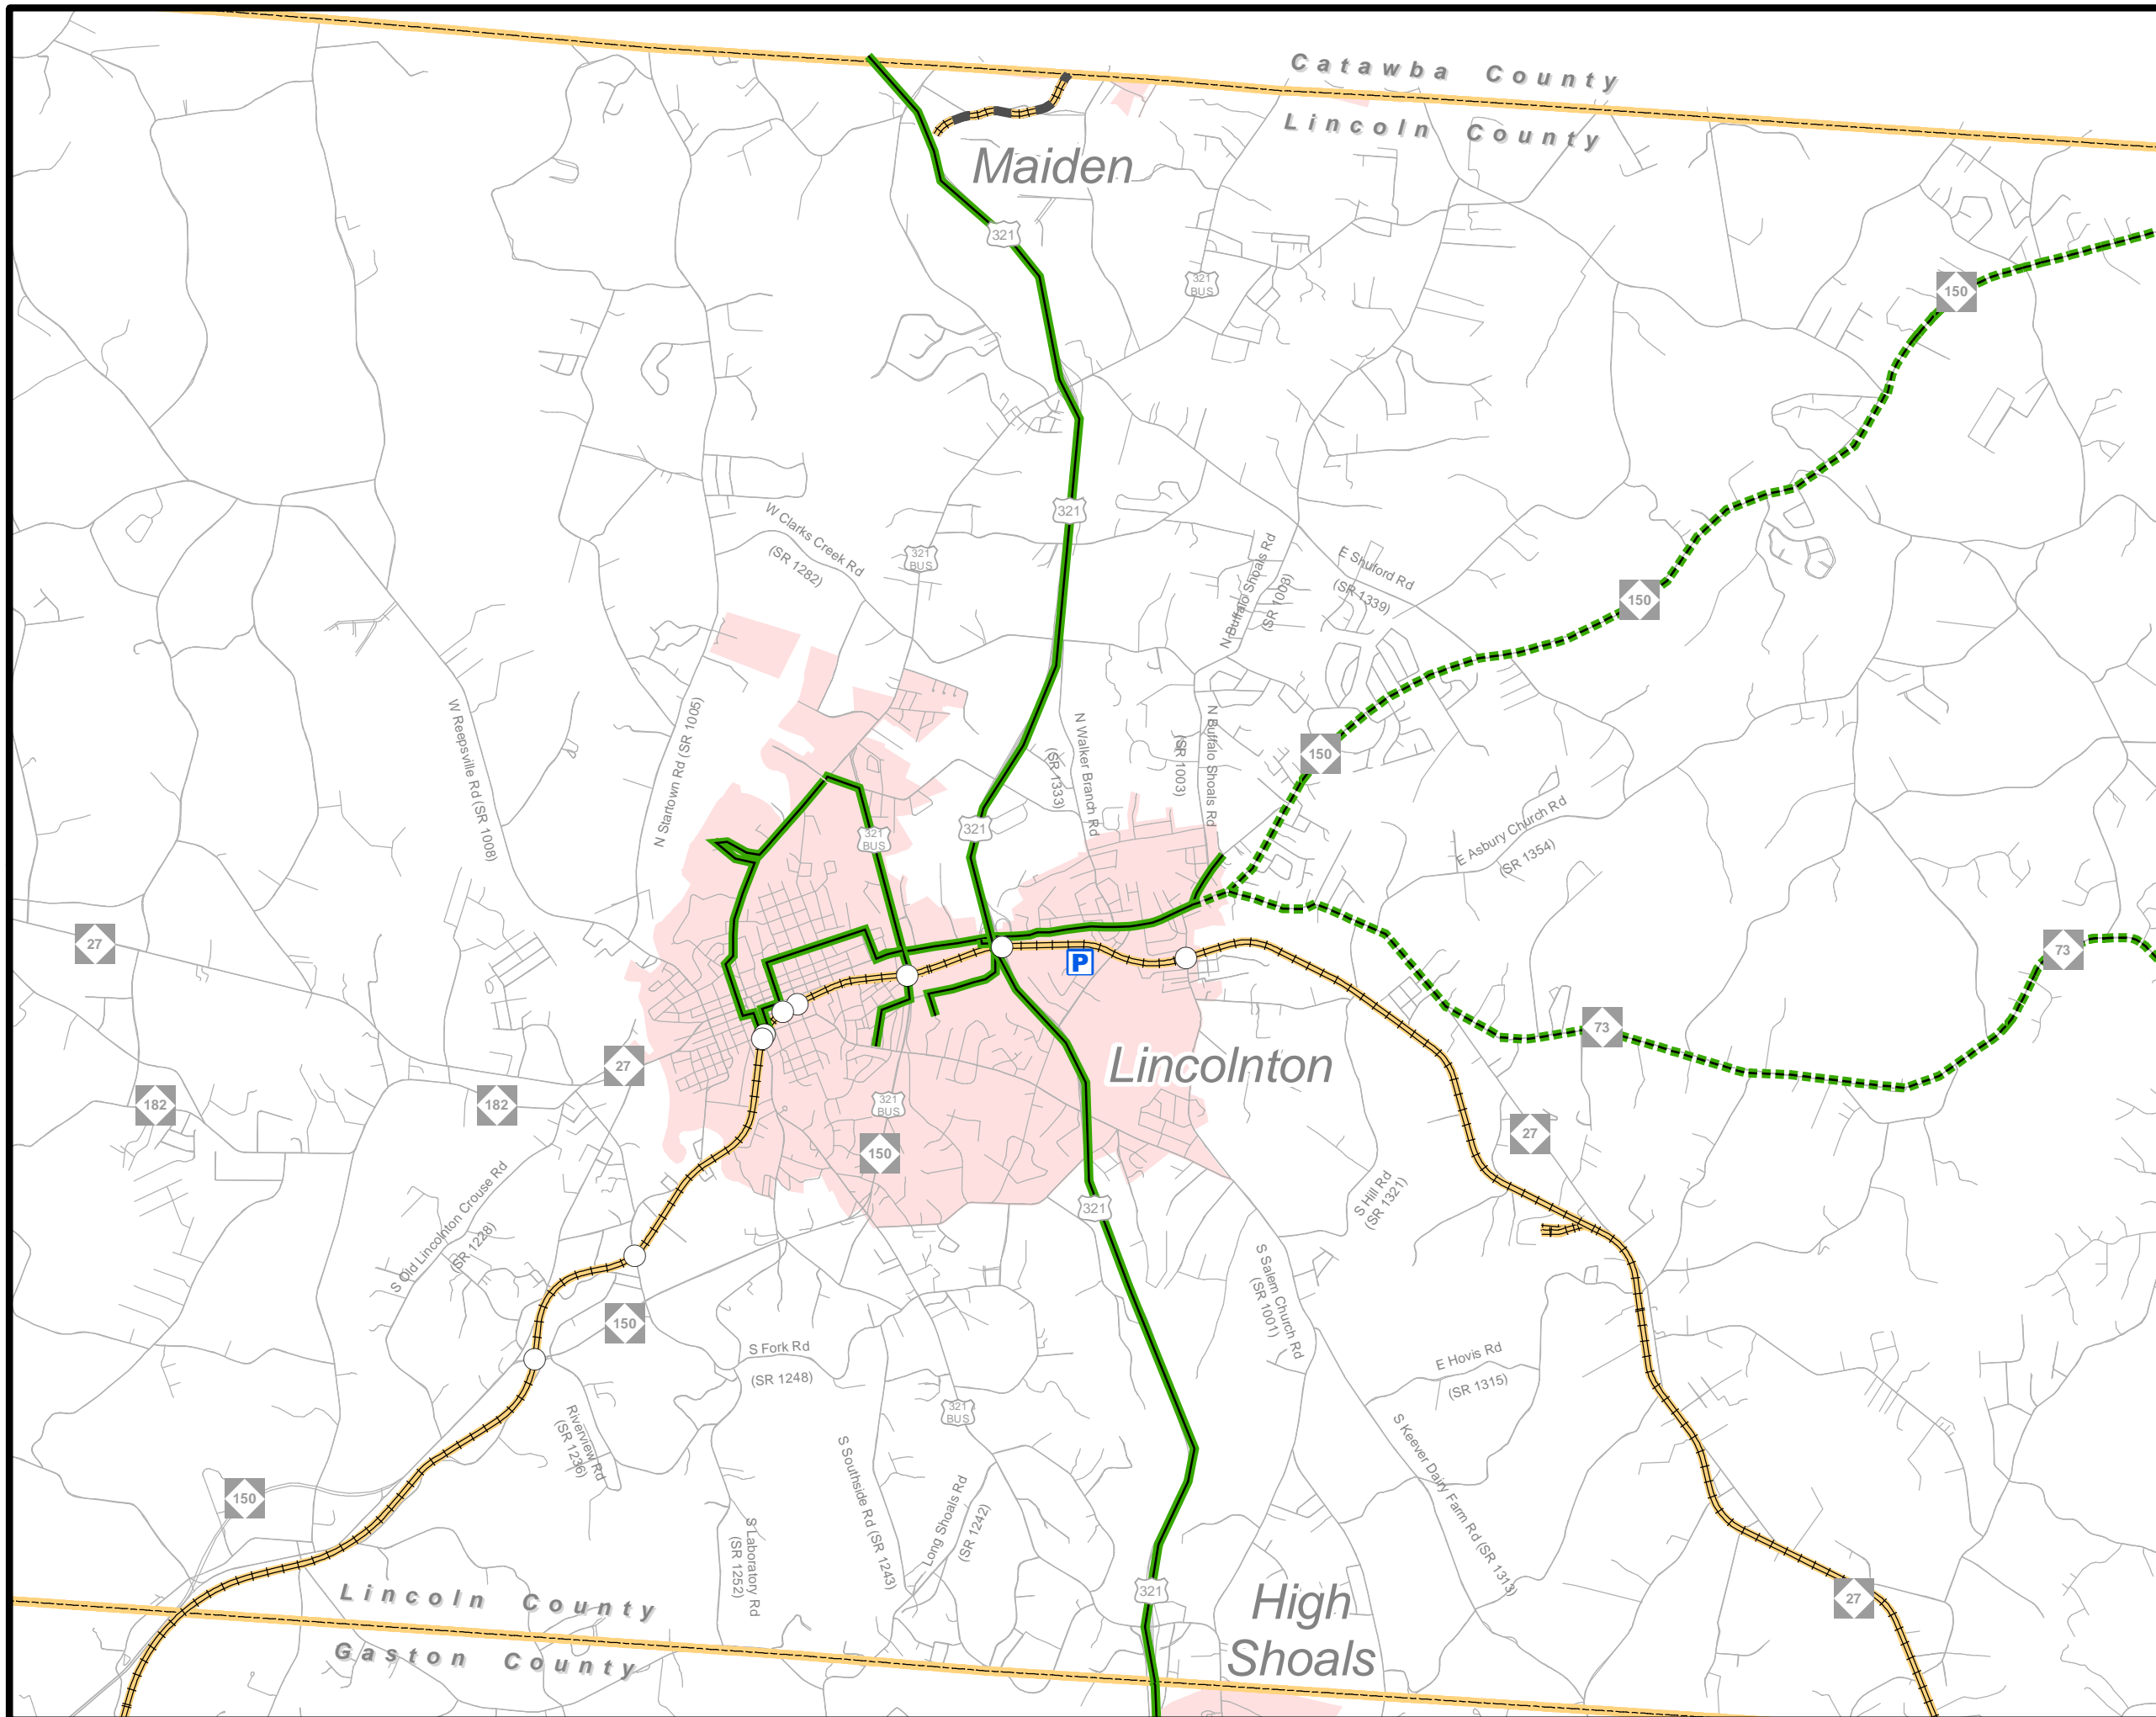 Catawba County
Lincoln County
Maiden
321
321
BUS
150
321
W Clarks Creek Rd
(SR 1282)
321
BUS
N Buffalo Shoals Rd
(SR 1003)
E Shuford Rd
(SR 1339)
150
W Reepsville Rd (SR 1008)
N Startown Rd (SR 1005)
N Walker Branch Rd
(SR 1333)
N Buffalo Shoals Rd
(SR 1003)
150
321
BUS
321
E Asbury Church Rd
(SR 1354)
27
P
73
73
Lincolnton
27
182
182
321
BUS
27
150
S Old Lincolnton Crouse Rd
(SR 1228)
321
S Hill Rd
(SR 1321)
S Salem Church Rd
(SR 1001)
150
S Fork Rd
(SR 1248)
E Hovis Rd
(SR 1315)
Riverview Rd
(SR 1236)
321
BUS
S Keever Dairy Farm Rd (SR 1313)
S Southside Rd (SR 1243)
Long Shoals Rd
(SR 1242)
150
S Laboratory Rd
(SR 1252)
321
27
Lincoln County
Gaston County
High
Shoals